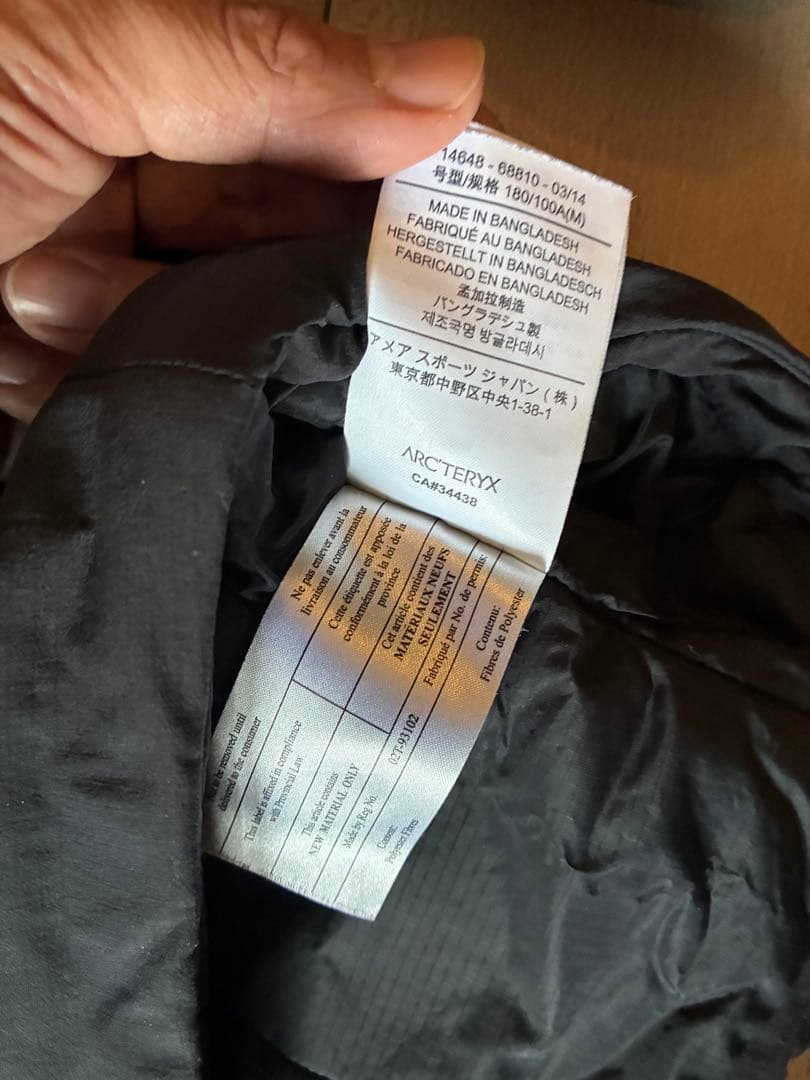 14648 - 68810 - 03/14
号型/规格 180/100A(M)
MADE IN BANGLADESH
FABRIQUÉ AU BANGLADESH
HERGESTELLT IN BANGLADESCH
FABRICADO EN BANGLADESH
孟加拉制造
バングラデシュ製
제조국명 방글라데시
アメア スポーツ ジャパン (株)
東京都中野区中央1-38-1
ARC'TERYX
CA#34438
Ne pas enlever avant la
livraison au consommateur
Cette étiquette est apposée
conformément à la loi de la
province
Cet article contient des
MATERIAUX NEUFS
SEULEMENT
Fabriqué par No. de permis:
Contenu:
Fibres de Polyester
to be removed until
delivered to the consumer
This label is affixed in compliance
with Provincial Law
This article contains
NEW MATERIAL ONLY
Made by Reg No.
02T-93102
Content:
Polyester Fibres